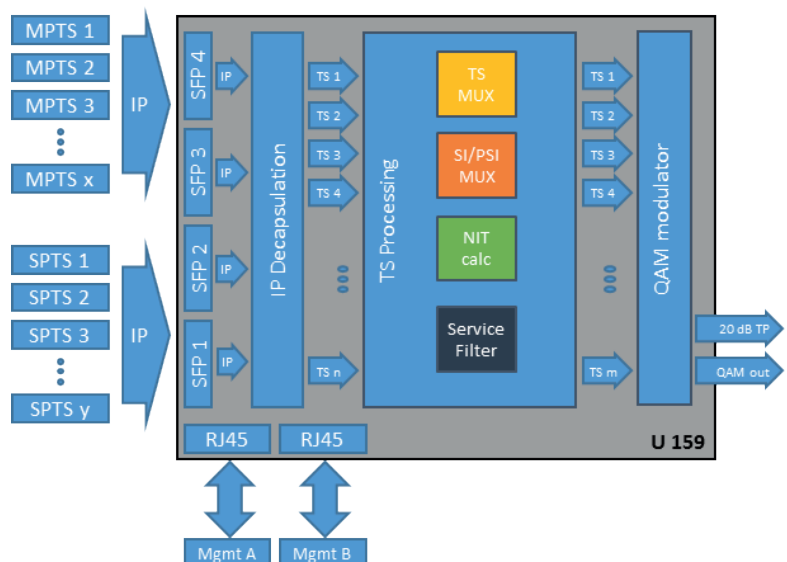 MPTS 1
MPTS 2
MPTS 3
MPTS x
IP
SPTS 1
SPTS 2
SPTS 3
SPTS y
IP
SFP 4
SFP 3
SFP 2
SFP 1
IP
IP
IP
IP
IP Decapsulation
TS 1
TS 2
TS 3
TS 4
TS n
TS Processing
TS
MUX
SI/PSI
MUX
NIT
calc
Service
Filter
TS 1
TS 2
TS 3
TS 4
TS m
QAM modulator
20 dB TP
QAM out
RJ45
RJ45
U 159
Mgmt A
Mgmt B